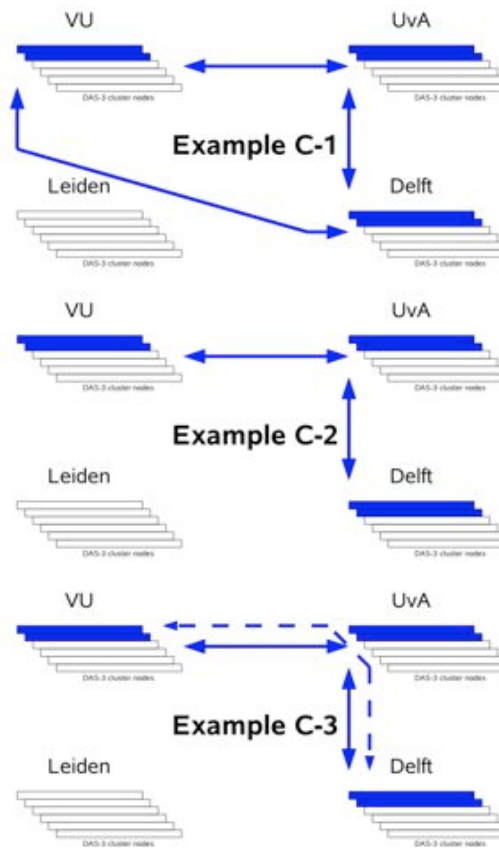 VU UvA
DAS-3 cluster nodes DAS-3 cluster nodes
Example C-1
Leiden Delft
DAS-3 cluster nodes DAS-3 cluster nodes
VU UvA
DAS-3 cluster nodes DAS-3 cluster nodes
Example C-2
Leiden Delft
DAS-3 cluster nodes DAS-3 cluster nodes
VU UvA
DAS-3 cluster nodes DAS-3 cluster nodes
Example C-3
Leiden Delft
DAS-3 cluster nodes DAS-3 cluster nodes